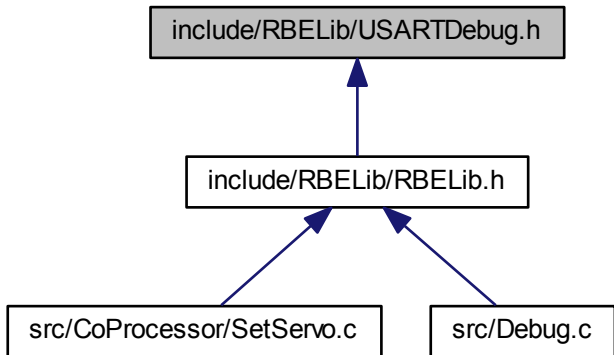 include/RBELib/USARTDebug.h
include/RBELib/RBELib.h
src/CoProcessor/SetServo.c
src/Debug.c